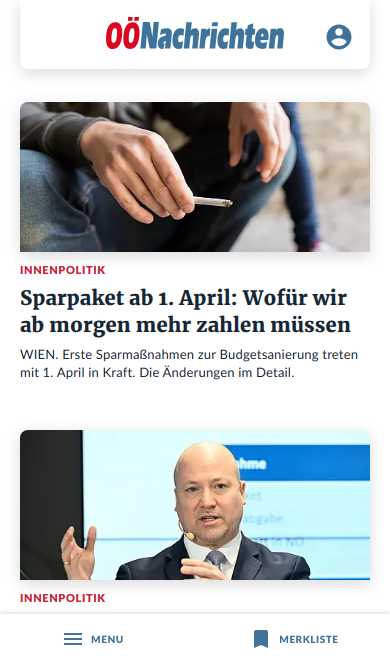 OÖNachrichten
INNENPOLITIK
Sparpaket ab 1. April: Wofür wir
ab morgen mehr zahlen müssen
WIEN. Erste Sparmaßnahmen zur Budgetsanierung treten
mit 1. April in Kraft. Die Änderungen im Detail.
INNENPOLITIK
MENU
MERKLISTE